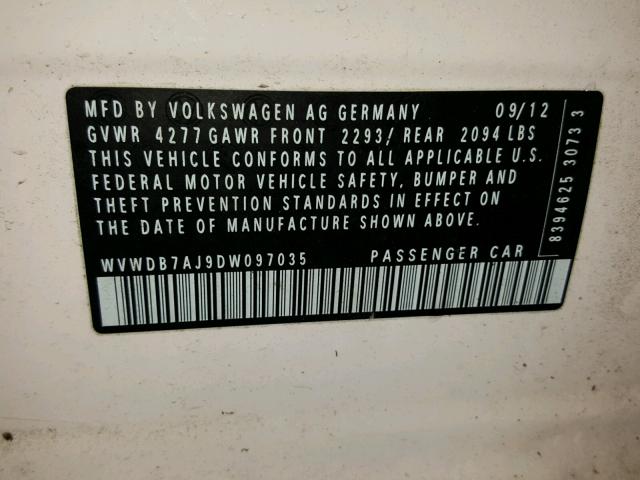 MFD BY VOLKSWAGEN AG GERMANY 09/12
GVWR 4277 GAWR FRONT 2293/ REAR 2094 LBS
THIS VEHICLE CONFORMS TO ALL APPLICABLE U.S.
FEDERAL MOTOR VEHICLE SAFETY, BUMPER AND
THEFT PREVENTION STANDARDS IN EFFECT ON
THE DATE OF MANUFACTURE SHOWN ABOVE.
WVWDB7AJ9DW097035 PASSENGER CAR
8394625 3073 3